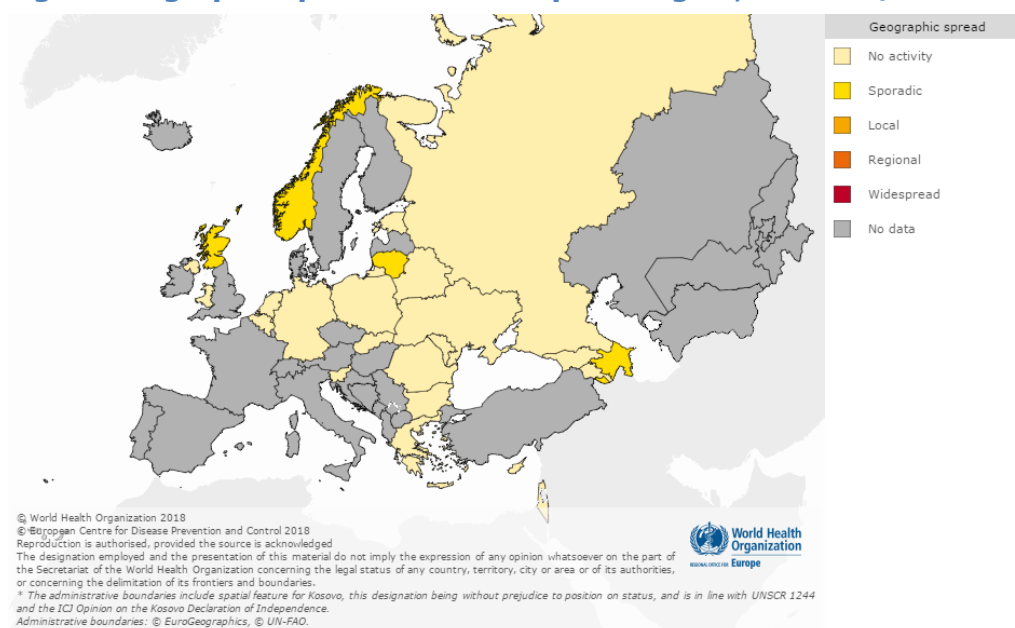 Geographic spread
No activity
Sporadic
Local
Regional
Widespread
No data
© World Health Organization 2018
© European Centre for Disease Prevention and Control 2018
Reproduction is authorised, provided the source is acknowledged
The designation employed and the presentation of this material do not imply the expression of any opinion whatsoever on the part of
the Secretariat of the World Health Organization concerning the legal status of any country, territory, city or area or of its authorities,
or concerning the delimitation of its frontiers and boundaries.
* The administrative boundaries include spatial feature for Kosovo, this designation being without prejudice to position on status, and is in line with UNSCR 1244
and the ICJ Opinion on the Kosovo Declaration of Independence.
Administrative boundaries: © EuroGeographics, © UN-FAO.
World Health
Organization
REGIONAL OFFICE FOR Europe